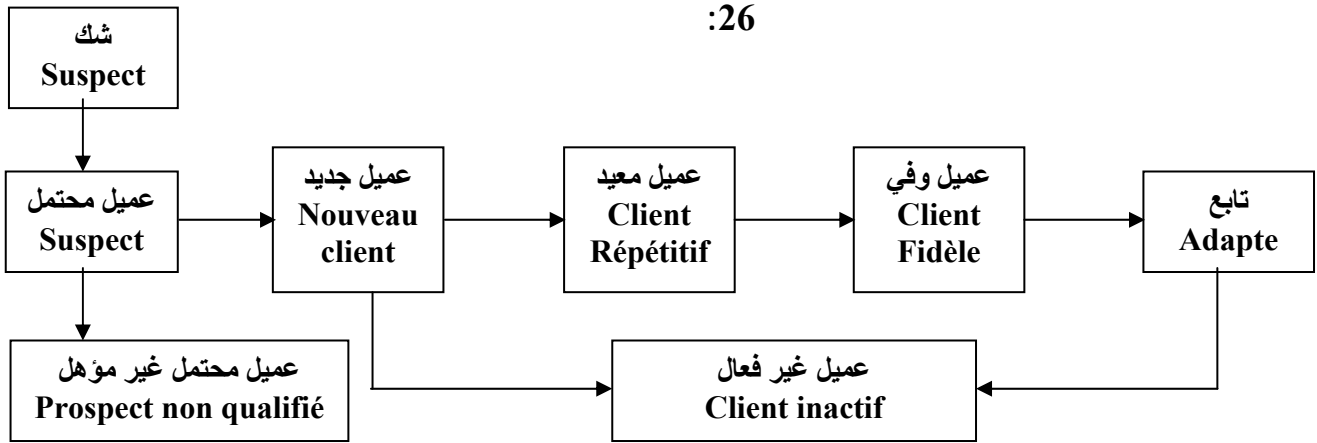 :26
شك
Suspect
عميل محتمل
Suspect
عميل جديد
Nouveau
client
عميل معيد
Client
Répétitif
عميل وفي
Client
Fidèle
تابع
Adapte
عميل محتمل غير مؤهل
Prospect non qualifié
عميل غير فعال
Client inactif